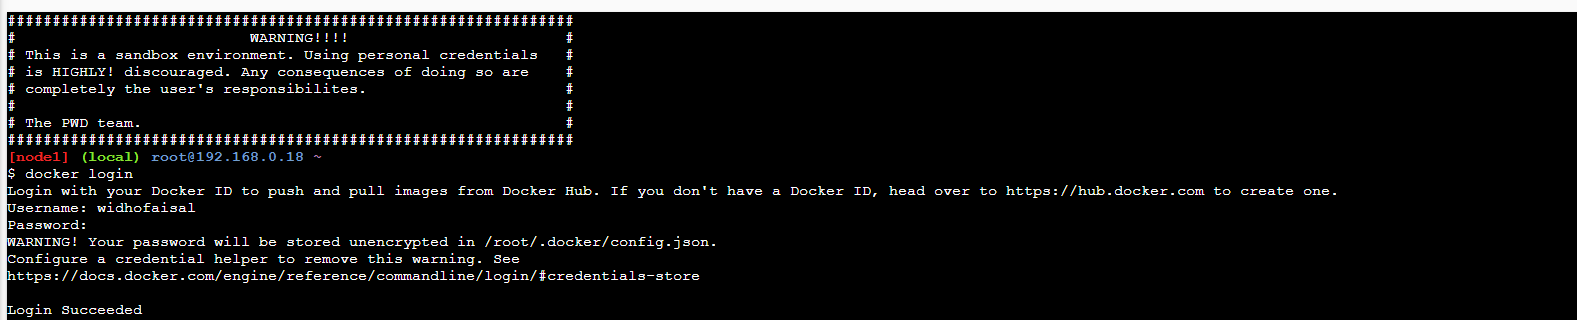 ###############################################################
#                          WARNING!!!!                        #
# This is a sandbox environment. Using personal credentials   #
# is HIGHLY! discouraged. Any consequences of doing so are    #
# completely the user's responsibilites.                      #
#                                                             #
# The PWD team.                                               #
###############################################################
[node1] (local) root@192.168.0.18 ~
$ docker login
Login with your Docker ID to push and pull images from Docker Hub. If you don't have a Docker ID, head over to https://hub.docker.com to create one.
Username: widhofaisal
Password:
WARNING! Your password will be stored unencrypted in /root/.docker/config.json.
Configure a credential helper to remove this warning. See
https://docs.docker.com/engine/reference/commandline/login/#credentials-store

Login Succeeded